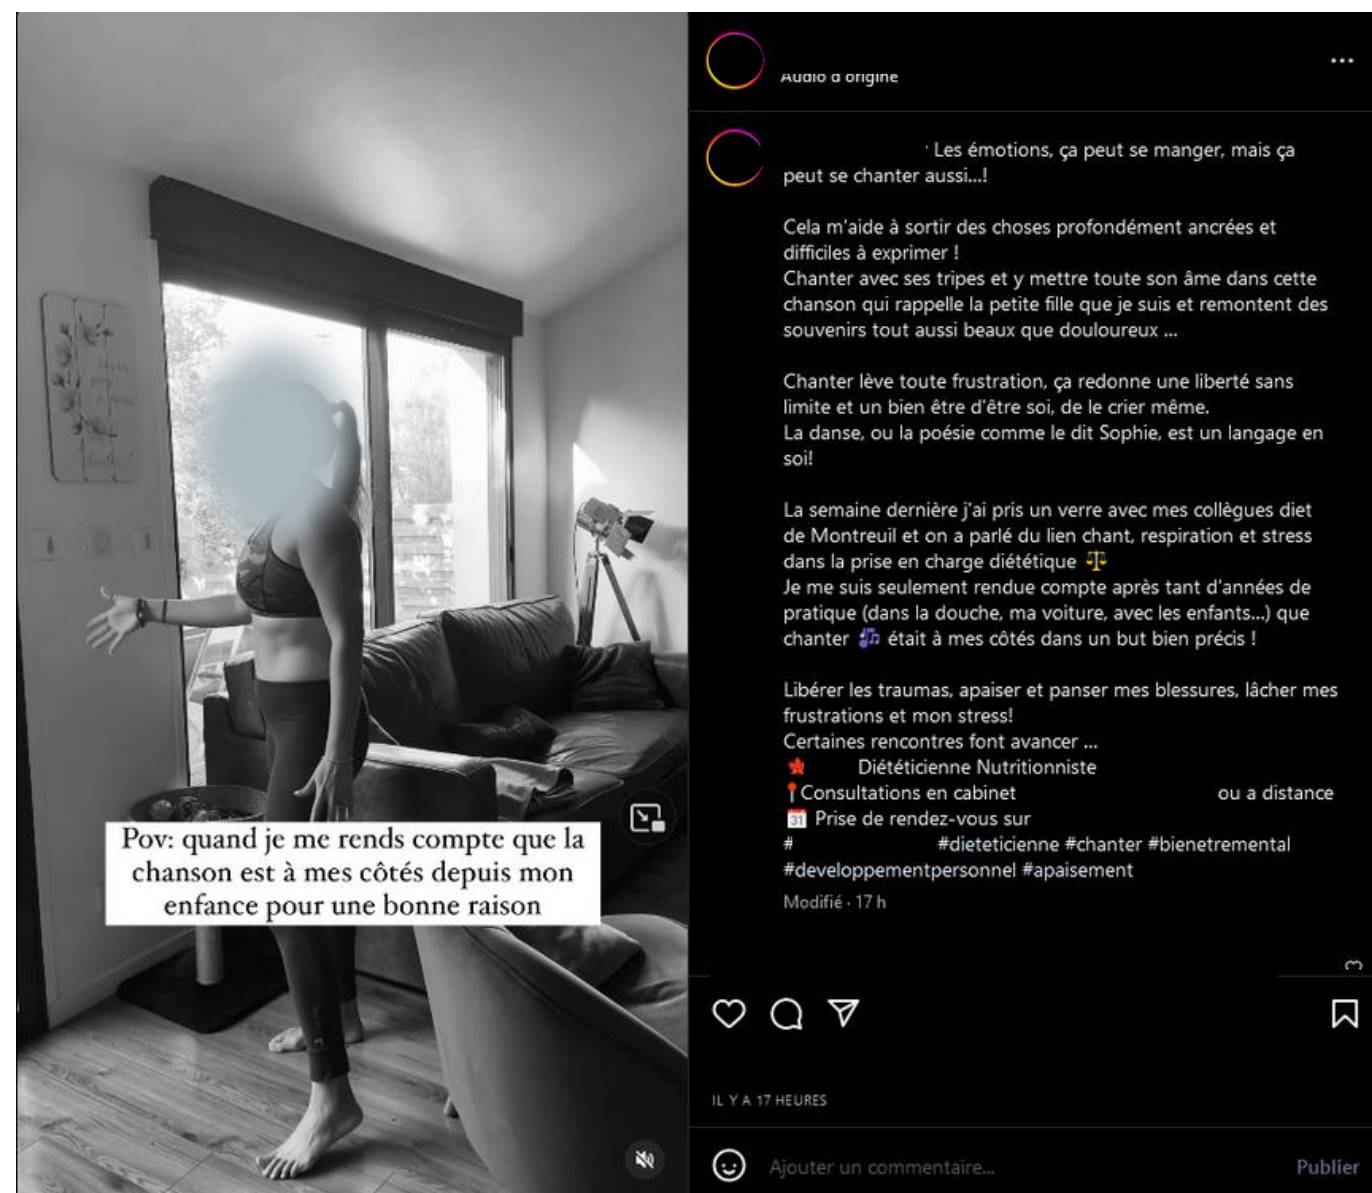 Audio d'origine
Les émotions, ça peut se manger, mais ça
peut se chanter aussi...!
Cela m'aide à sortir des choses profondément ancrées et
difficiles à exprimer !
Chanter avec ses tripes et y mettre toute son âme dans cette
chanson qui rappelle la petite fille que je suis et remontent des
souvenirs tout aussi beaux que douloureux ...
Chanter lève toute frustration, ça redonne une liberté sans
limite et un bien être d'être soi, de le crier même.
La danse, ou la poésie comme le dit Sophie, est un langage en
soi!
La semaine dernière j'ai pris un verre avec mes collègues diet
de Montreuil et on a parlé du lien chant, respiration et stress
dans la prise en charge diététique ⚖️
Je me suis seulement rendue compte après tant d'années de
pratique (dans la douche, ma voiture, avec les enfants...) que
chanter 🎶 était à mes côtés dans un but bien précis !
Libérer les traumas, apaiser et panser mes blessures, lâcher mes
frustrations et mon stress!
Certaines rencontres font avancer ...
🍁 Diététicienne Nutritionniste
📍Consultations en cabinet ou a distance
📅 Prise de rendez-vous sur
# #dieteticienne #chanter #bienetremental
#developpementpersonnel #apaisement
Modifié · 17 h
IL Y A 17 HEURES
Ajouter un commentaire...
Publier
Pov: quand je me rends compte que la
chanson est à mes côtés depuis mon
enfance pour une bonne raison